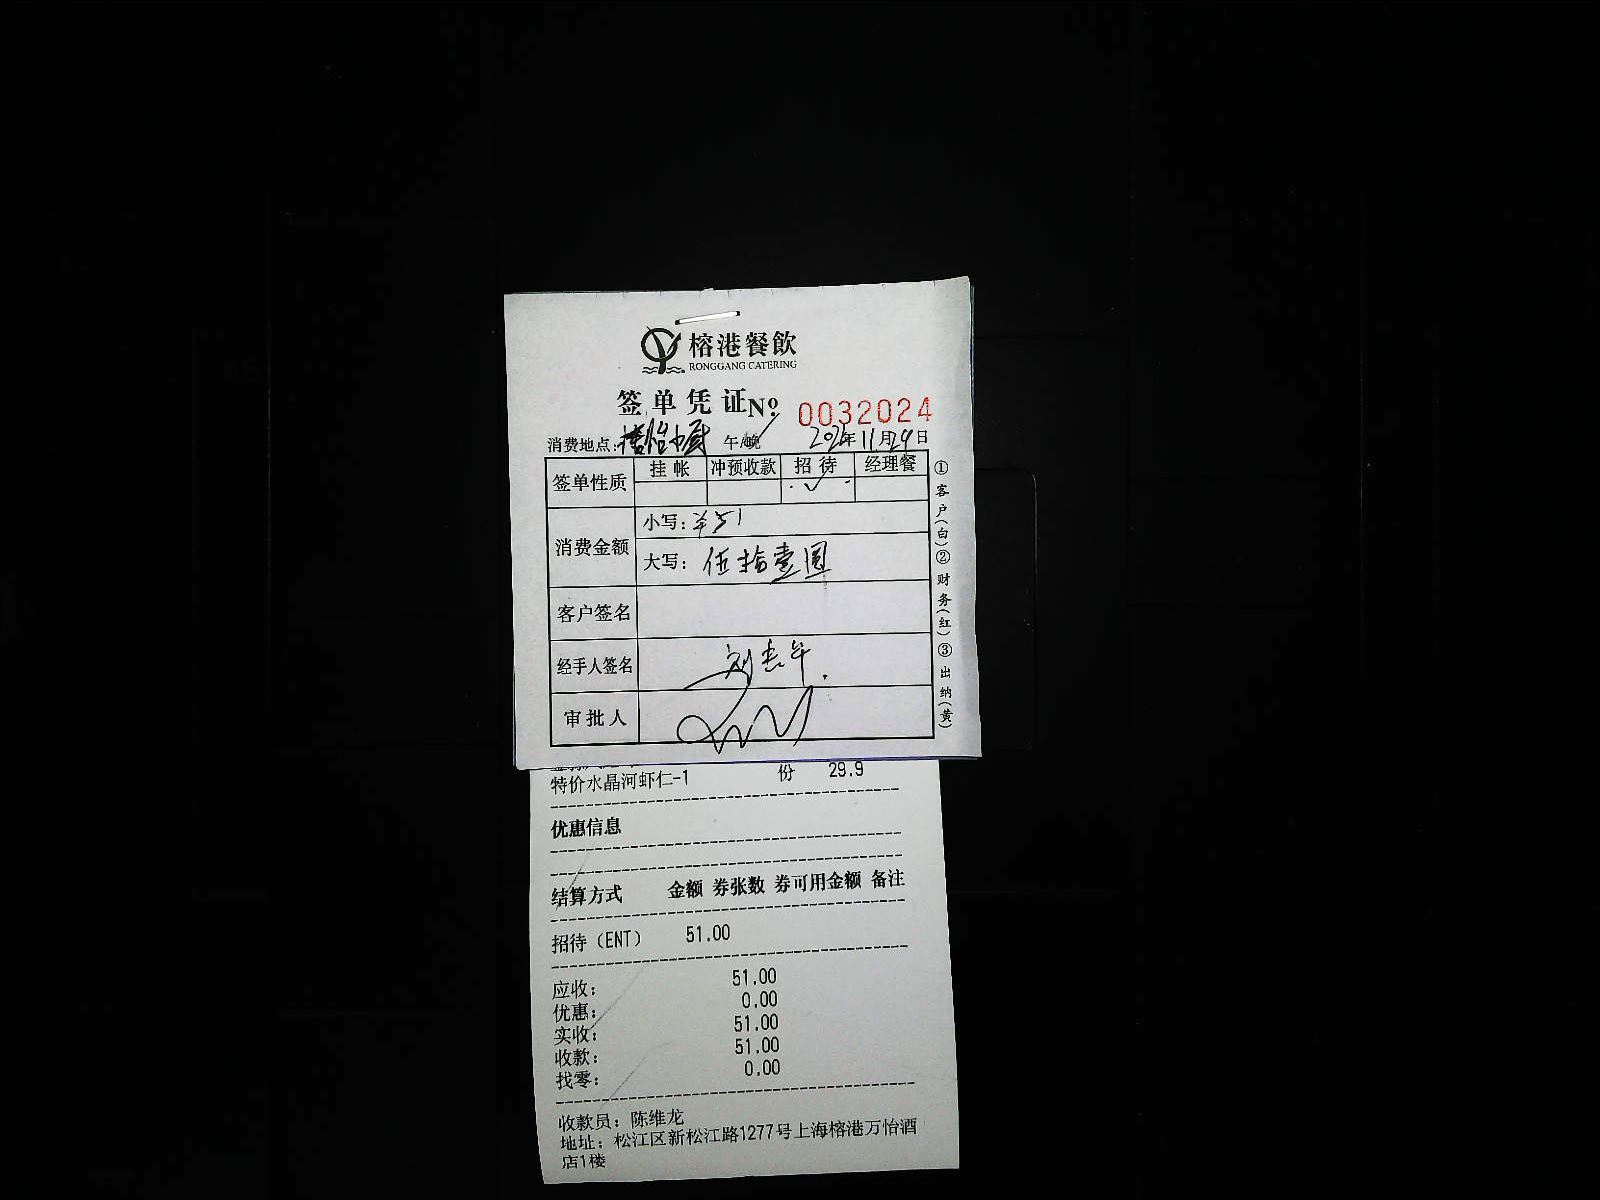 榕港餐飲
RONGGANG CATERING
签单凭证 Nº 0032024
消费地点: 午/晚 年11月29日
签单性质 挂帐 冲预收款 招待 经理餐
✓
消费金额 小写: ¥51
大写: 伍拾壹圆
客户签名
经手人签名
审批人
①客户(白)②财务(红)③出纳(黄)
特价水晶河虾仁-1 份 29.9
优惠信息
结算方式 金额 券张数 券可用金额 备注
招待(ENT) 51.00
应收: 51.00
优惠: 0.00
实收: 51.00
收款: 51.00
找零: 0.00
收款员: 陈维龙
地址: 松江区新松江路1277号上海榕港万怡酒
店1楼